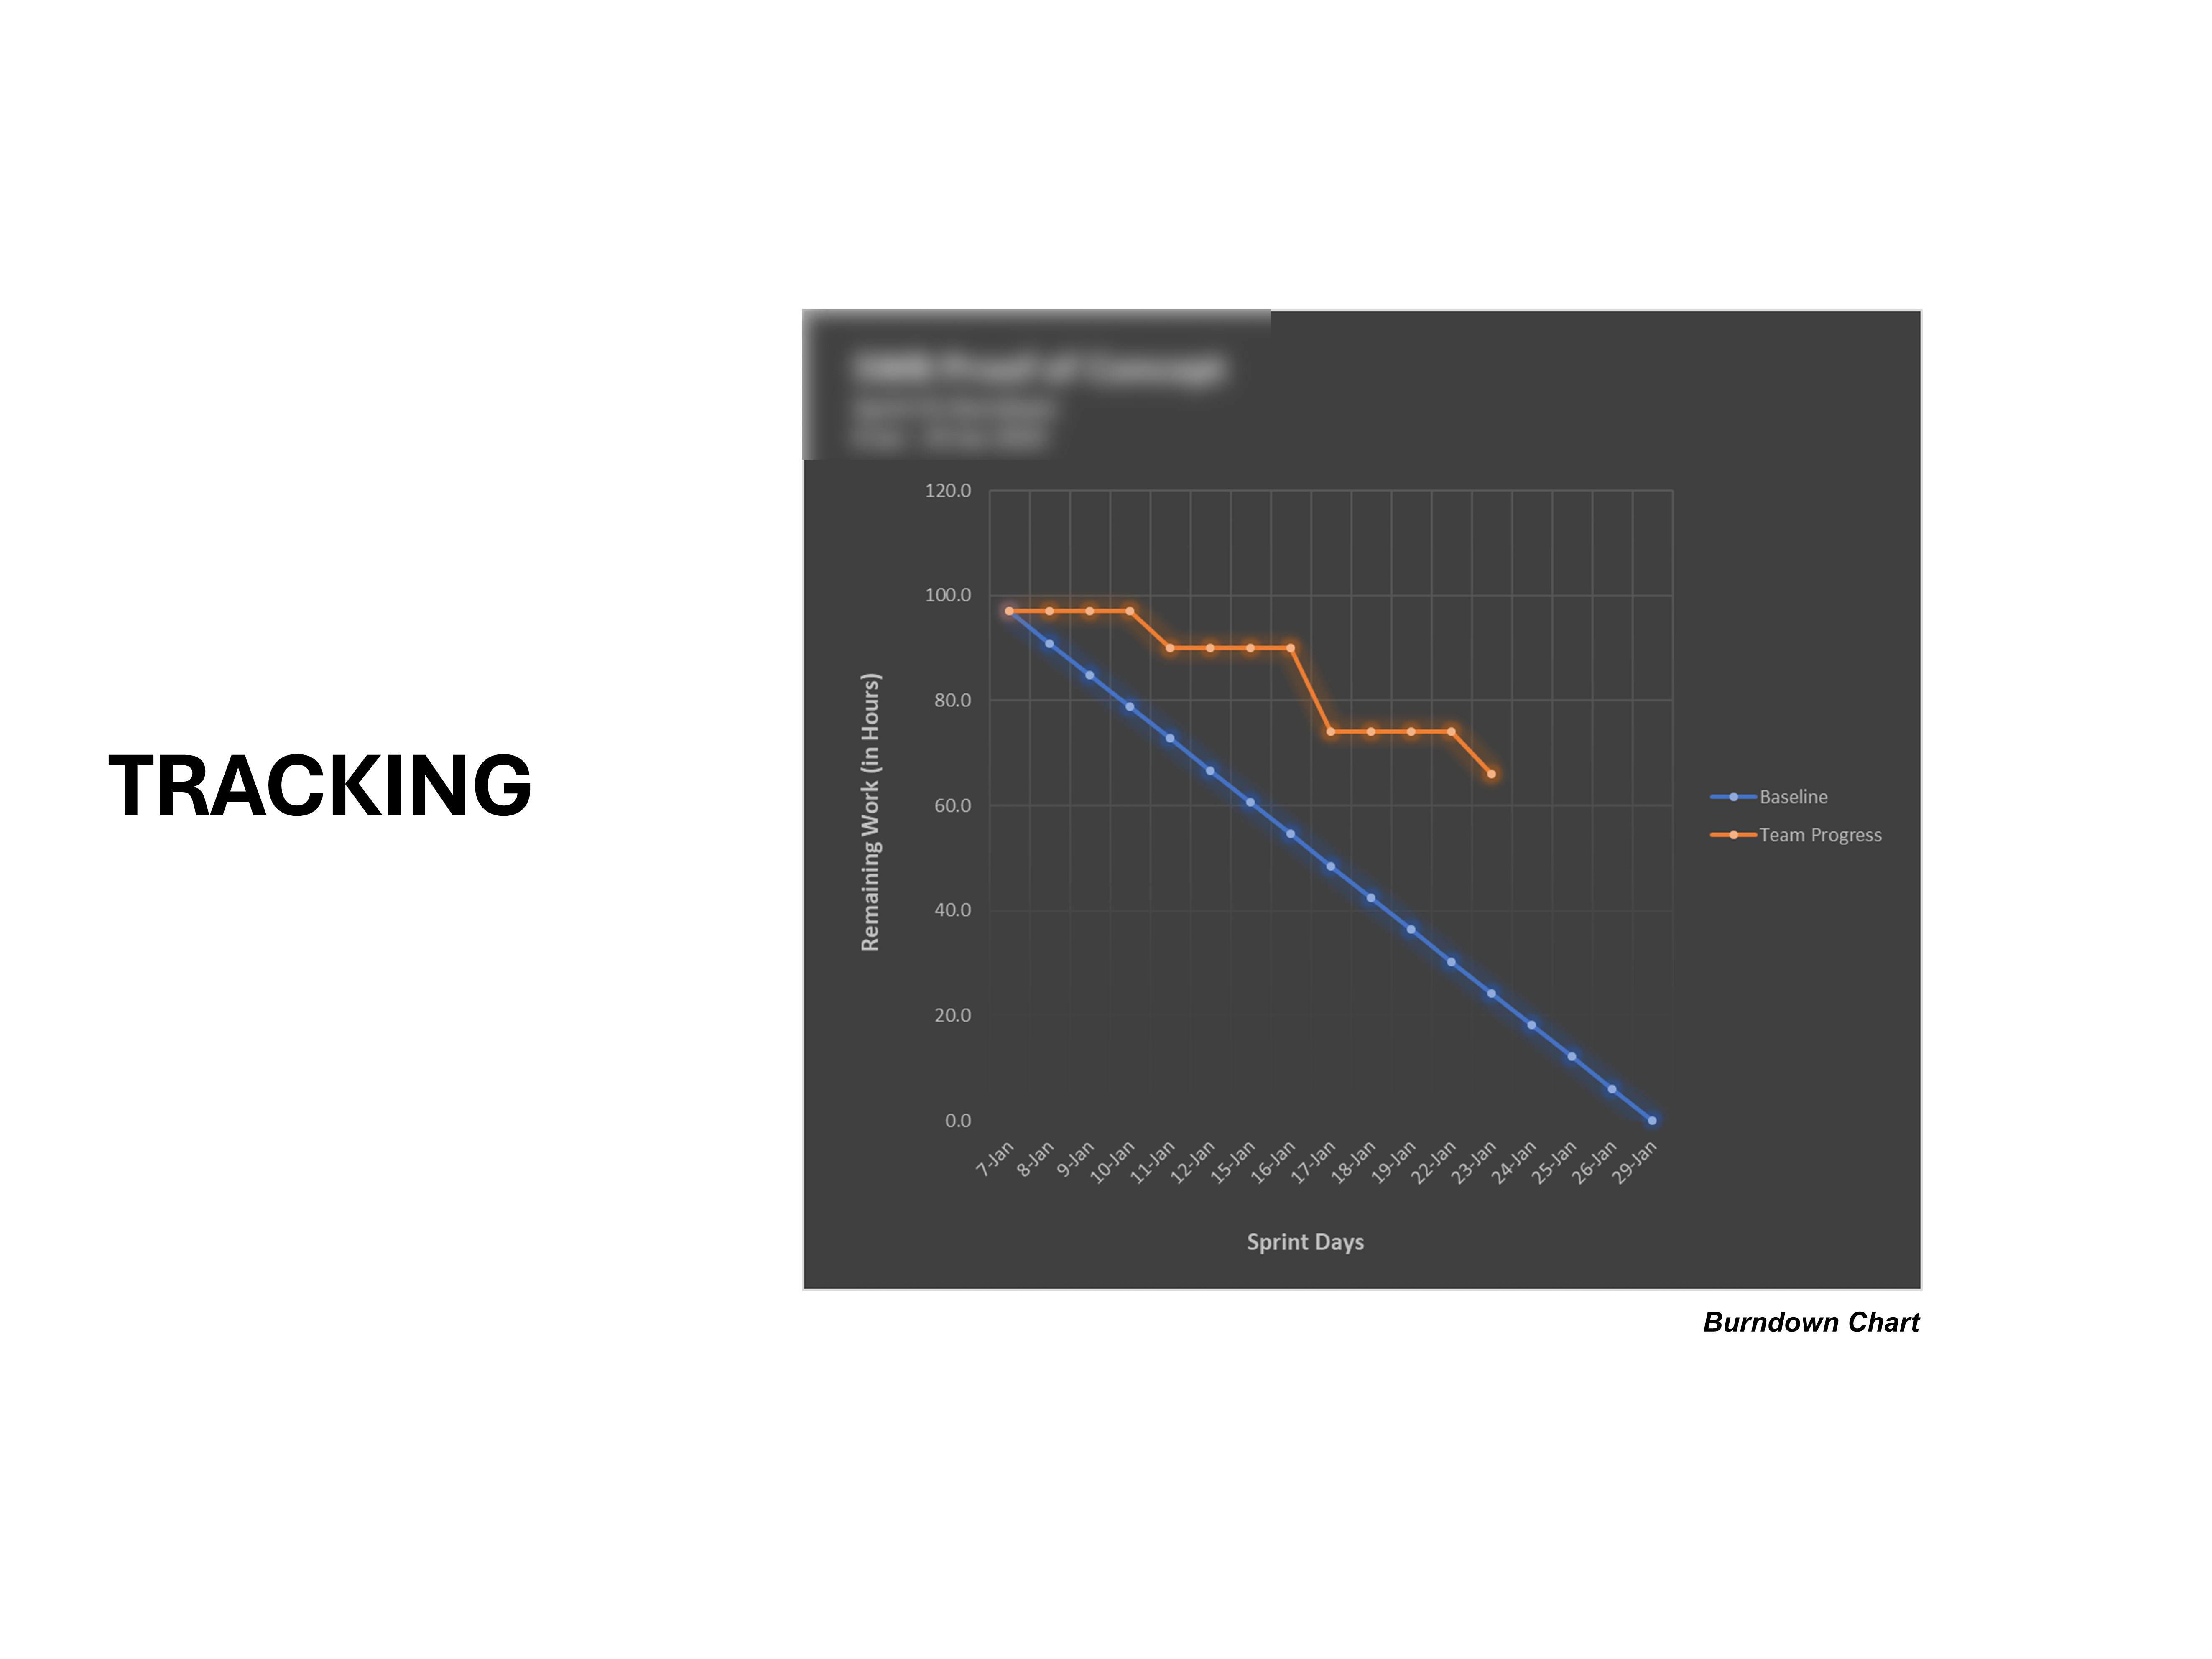 TRACKING
Proof of Concept
120.0
100.0
80.0
60.0
40.0
20.0
0.0
Remaining Work (in Hours)
7-Jan
8-Jan
9-Jan
10-Jan
11-Jan
12-Jan
15-Jan
16-Jan
17-Jan
18-Jan
19-Jan
22-Jan
23-Jan
24-Jan
25-Jan
26-Jan
29-Jan
Sprint Days
Baseline
Team Progress
Burndown Chart